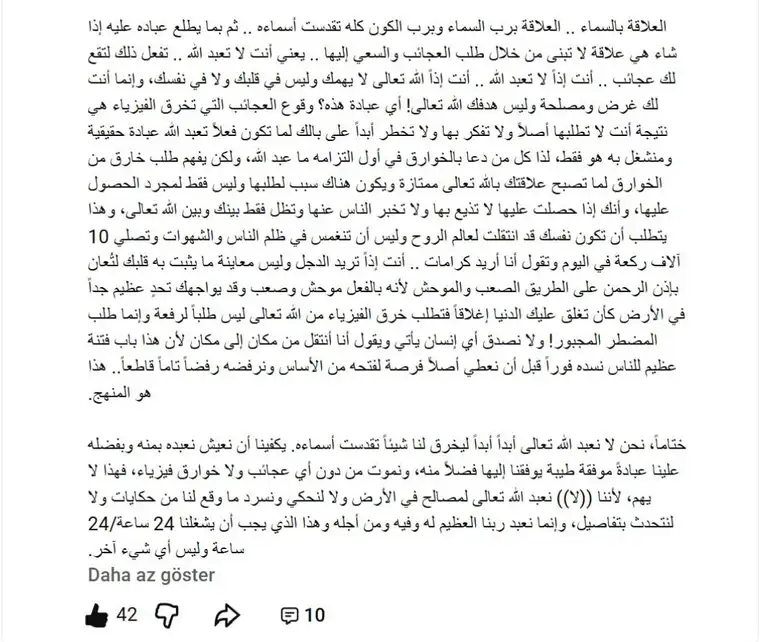 العلاقة بالسماء .. العلاقة برب السماء وبرب الكون كله تقدست أسماءه .. ثم بما يطلع عباده عليه إذا
شاء هي علاقة لا تبنى من خلال طلب العجائب والسعي إليها .. يعني أنت لا تعبد الله .. تفعل ذلك لتقع
لك عجائب .. أنت إذاً لا تعبد الله .. أنت إذاً الله تعالى لا يهمك وليس في قلبك ولا في نفسك، وإنما أنت
لك غرض ومصلحة وليس هدفك الله تعالى! أي عبادة هذه؟ وقوع العجائب التي تخرق الفيزياء هي
نتيجة أنت لا تطلبها أصلاً ولا تفكر بها ولا تخطر أبداً على بالك لما تكون فعلاً تعبد الله عبادة حقيقية
ومنشغل به هو فقط، لذا كل من دعا بالخوارق في أول التزامه ما عبد الله، ولكن يفهم طلب خارق من
الخوارق لما تصبح علاقتك بالله تعالى ممتازة ويكون هناك سبب لطلبها وليس فقط لمجرد الحصول
عليها، وأنك إذا حصلت عليها لا تذيع بها ولا تخبر الناس عنها وتظل فقط بينك وبين الله تعالى، وهذا
يتطلب أن تكون نفسك قد انتقلت لعالم الروح وليس أن تنغمس في ظلم الناس والشهوات وتصلي 10
آلاف ركعة في اليوم وتقول أنا أريد كرامات .. أنت إذاً تريد الدجل وليس معاينة ما يثبت به قلبك لتُعان
بإذن الرحمن على الطريق الصعب والموحش لأنه بالفعل موحش وصعب وقد يواجهك تحدٍ عظيم جداً
في الأرض كأن تغلق عليك الدنيا إغلاقاً فتطلب خرق الفيزياء من الله تعالى ليس طلباً لرفعة وإنما طلب
المضطر المجبور! ولا نصدق أي إنسان يأتي ويقول أنا أنتقل من مكان إلى مكان لأن هذا باب فتنة
عظيم للناس نسده فوراً قبل أن نعطي أصلاً فرصة لفتحه من الأساس ونرفضه رفضاً تاماً قاطعاً.. هذا
هو المنهج.
ختاماً، نحن لا نعبد الله تعالى أبداً أبداً ليخرق لنا شيئاً تقدست أسماءه. يكفينا أن نعيش نعبده بمنه وبفضله
علينا عبادةً موفقة طيبة يوفقنا إليها فضلاً منه، ونموت من دون أي عجائب ولا خوارق فيزياء، فهذا لا
يهم، لأننا ((لا)) نعبد الله تعالى لمصالح في الأرض ولا لنحكي ونسرد ما وقع لنا من حكايات ولا
لنتحدث بتفاصيل، وإنما نعبد ربنا العظيم له وفيه ومن أجله وهذا الذي يجب أن يشغلنا 24 ساعة/24
ساعة وليس أي شيء آخر.
Daha az göster
42 10